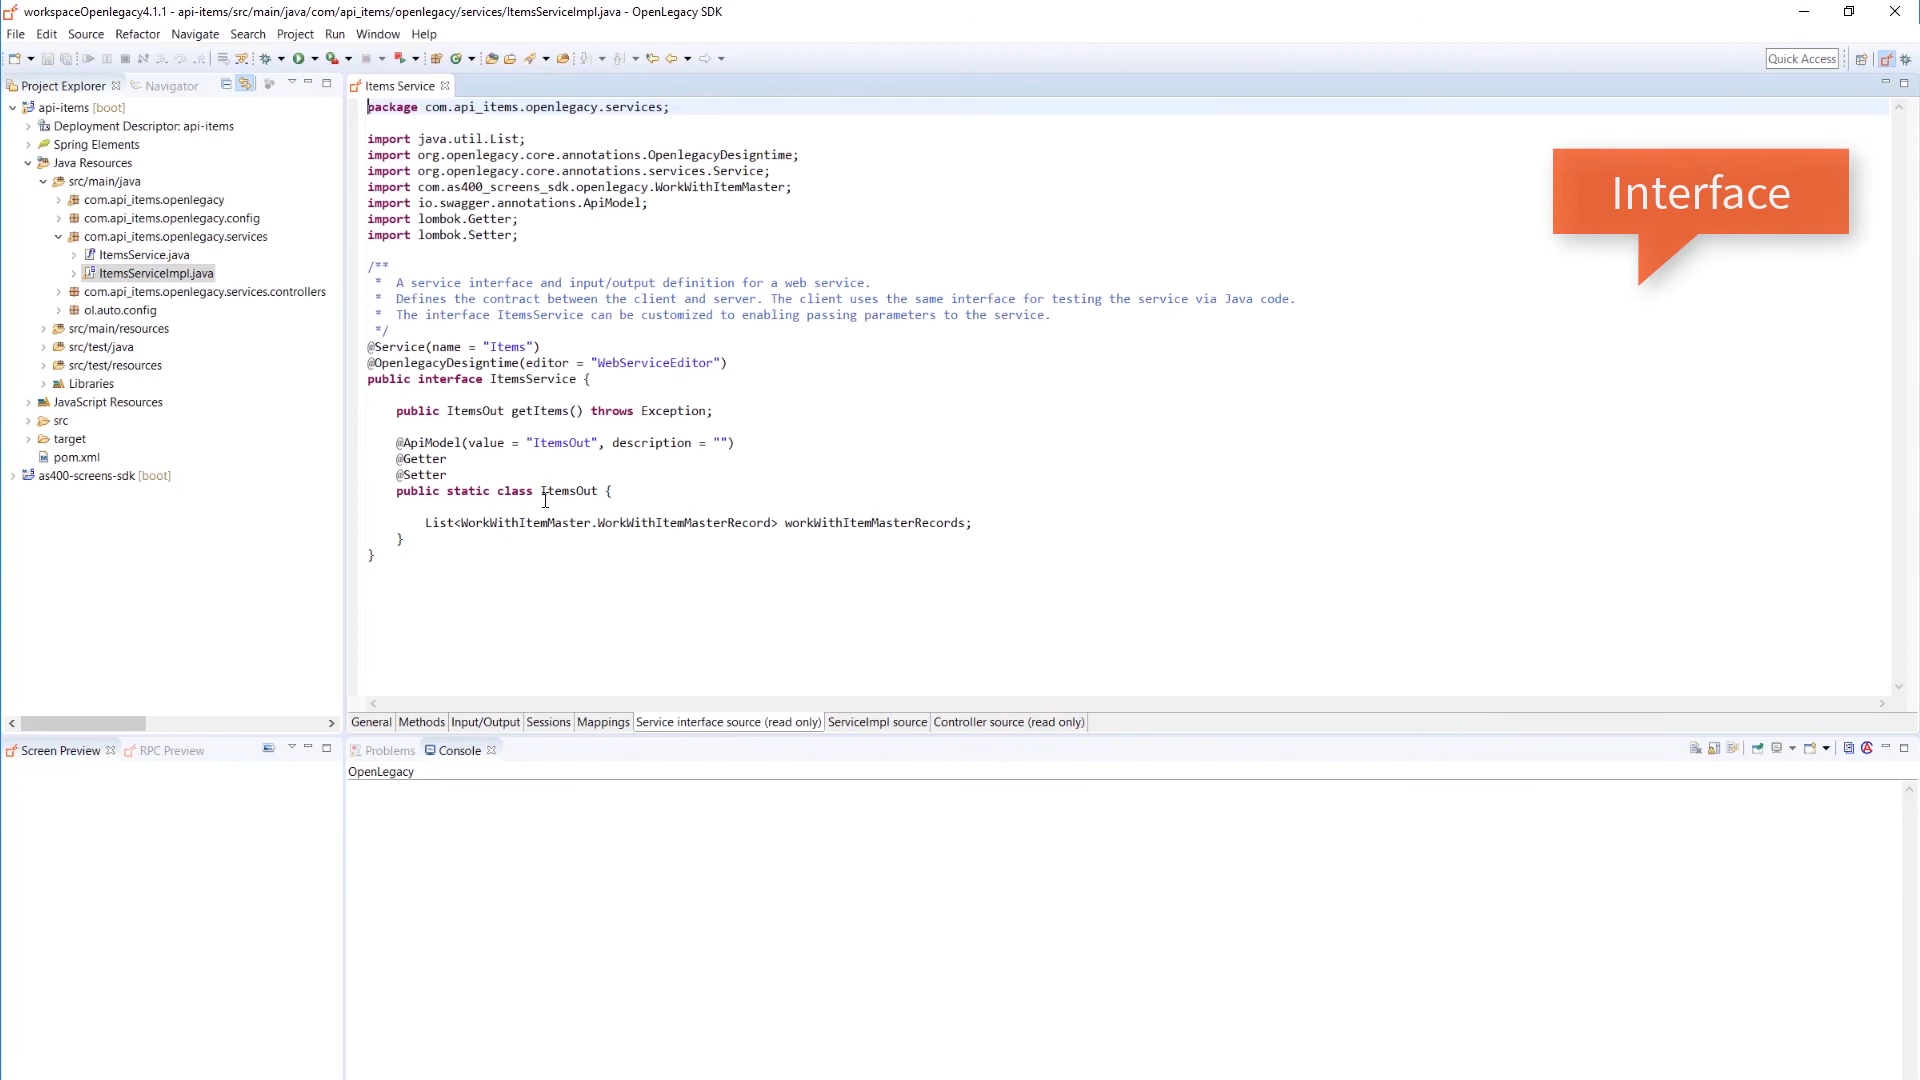 workspaceOpenlegacy4.1.1 - api-items/src/main/java/com/api_items/openlegacy/services/ItemsServiceImpl.java - OpenLegacy SDK
File Edit Source Refactor Navigate Search Project Run Window Help
Quick Access
Project Explorer Navigator
Items Service
api-items [boot]
Deployment Descriptor: api-items
Spring Elements
Java Resources
src/main/java
com.api_items.openlegacy
com.api_items.openlegacy.config
com.api_items.openlegacy.services
ItemsService.java
ItemsServiceImpl.java
com.api_items.openlegacy.services.controllers
ol.auto.config
src/main/resources
src/test/java
src/test/resources
Libraries
JavaScript Resources
src
target
pom.xml
as400-screens-sdk [boot]
package com.api_items.openlegacy.services;
import java.util.List;
import org.openlegacy.core.annotations.OpenlegacyDesigntime;
import org.openlegacy.core.annotations.services.Service;
import com.as400_screens_sdk.openlegacy.WorkWithItemMaster;
import io.swagger.annotations.ApiModel;
import lombok.Getter;
import lombok.Setter;
/**
* A service interface and input/output definition for a web service.
* Defines the contract between the client and server. The client uses the same interface for testing the service via Java code.
* The interface ItemsService can be customized to enabling passing parameters to the service.
*/
@Service(name = "Items")
@OpenlegacyDesigntime(editor = "WebServiceEditor")
public interface ItemsService {
public ItemsOut getItems() throws Exception;
@ApiModel(value = "ItemsOut", description = "")
@Getter
@Setter
public static class ItemsOut {
List<WorkWithItemMaster.WorkWithItemMasterRecord> workWithItemMasterRecords;
}
}
Interface
General Methods Input/Output Sessions Mappings Service interface source (read only) ServiceImpl source Controller source (read only)
Screen Preview RPC Preview
Problems Console
OpenLegacy